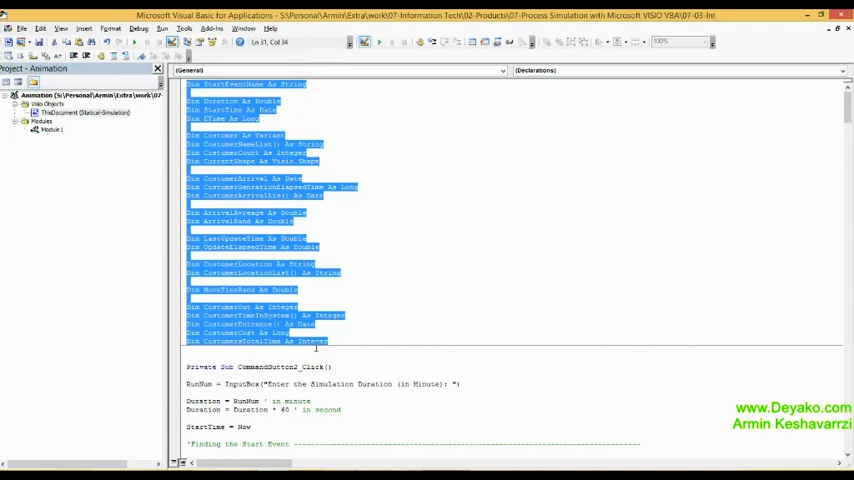 Microsoft Visual Basic for Applications - S:\Personal\Armin\Extra\work\07-Information Tech\02-Products\07-Process Simulation with Microsoft VISIO VBA\07-03-Int
File Edit View Insert Format Debug Run Tools Add-Ins Window Help
Ln 31, Col 34
100%
Project - Animation
(General)
(Declarations)
Animation (S:\Personal\Armin\Extra\work\07-
Visio Objects
ThisDocument (Statical-Simulation)
Modules
Module1
Dim StartEventName As String
Dim Duration As Double
Dim StartTime As Date
Dim ETime As Long
Dim Costumer As Variant
Dim CostumerNameList() As String
Dim CostumerCount As Integer
Dim CurrentShape As Visio.Shape
Dim CostumerArrival As Date
Dim CostumerGenrationElapsedTime As Long
Dim CostumerArrivalLis() As Date
Dim ArrivalAvreage As Double
Dim ArrivalRand As Double
Dim LastUpdateTime As Double
Dim UpdateElapsedTime As Double
Dim CostumerLocation As String
Dim CostumerLocationList() As String
Dim MoveTimeRand As Double
Dim CostumerOut As Integer
Dim CostomerTimeInSystem() As Integer
Dim CostumerEntrance() As Date
Dim CostumerCost As Long
Dim CostumersTotalTime As Integer
Private Sub CommandButton2_Click()
RunNum = InputBox("Enter the Simulation Duration (in Minute): ")
Duration = RunNum ' in minute
Duration = Duration * 60 ' in second
StartTime = Now
'Finding the Start Event ----------------------------------------------------------------------
www.Deyako.com
Armin Keshavarrzi